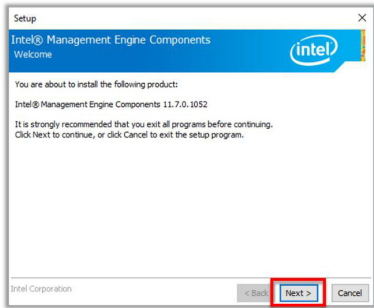 Setup
Intel® Management Engine Components
Welcome
intel
You are about to install the following product:
Intel® Management Engine Components 11.7.0.1052
It is strongly recommended that you exit all programs before continuing.
Click Next to continue, or click Cancel to exit the setup program.
Intel Corporation
< Back Next > Cancel